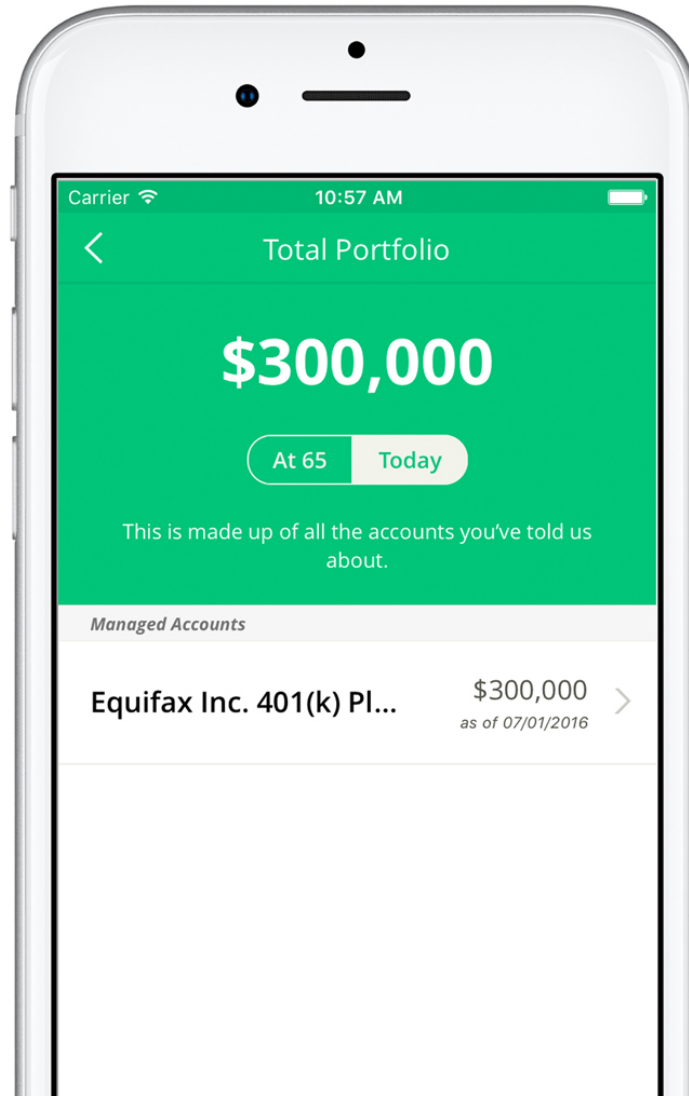 Carrier 10:57 AM
Total Portfolio
$300,000
At 65 Today
This is made up of all the accounts you've told us
about.
Managed Accounts
Equifax Inc. 401(k) Pl... $300,000
as of 07/01/2016